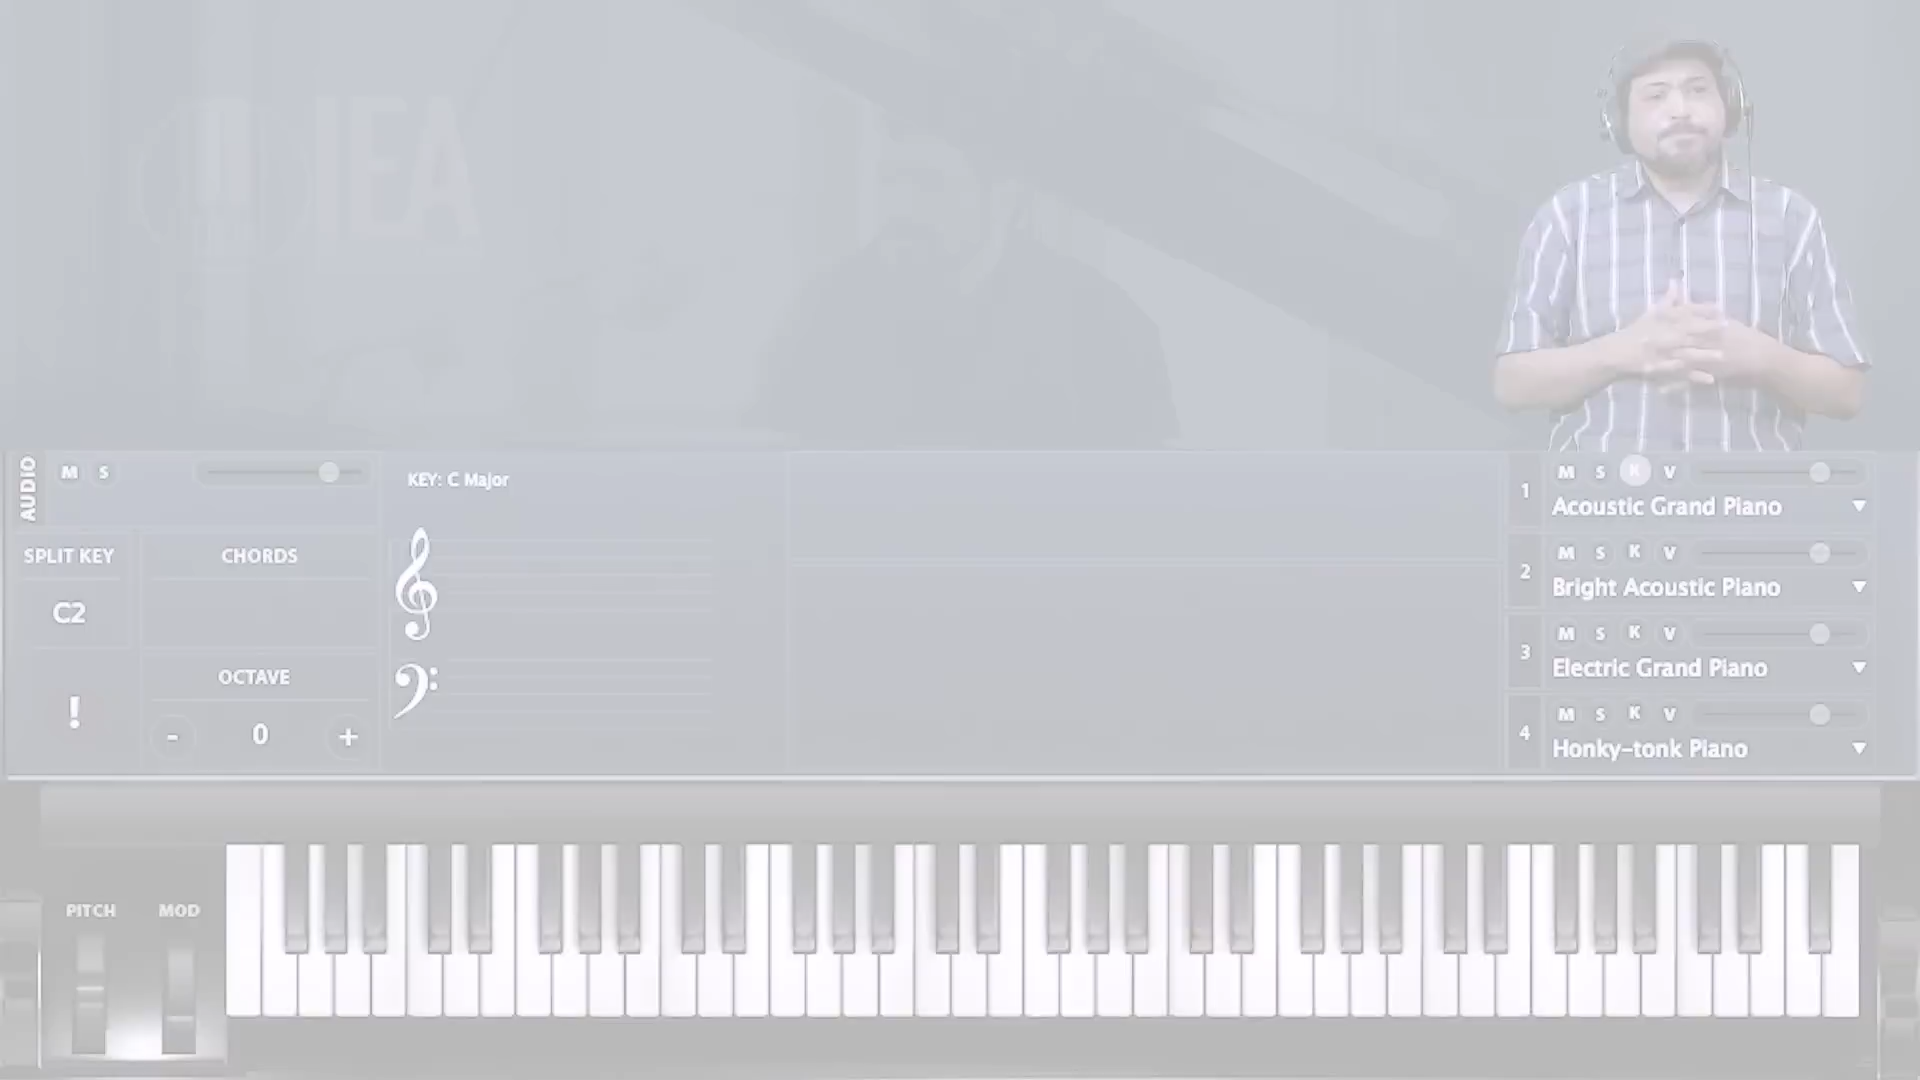 IEA
AUDIO
M S
KEY: C Major
SPLIT KEY
CHORDS
C2
!
OCTAVE
- 0 +
1
M S K V
Acoustic Grand Piano
2
M S K V
Bright Acoustic Piano
3
M S K V
Electric Grand Piano
4
M S K V
Honky-tonk Piano
PITCH
MOD